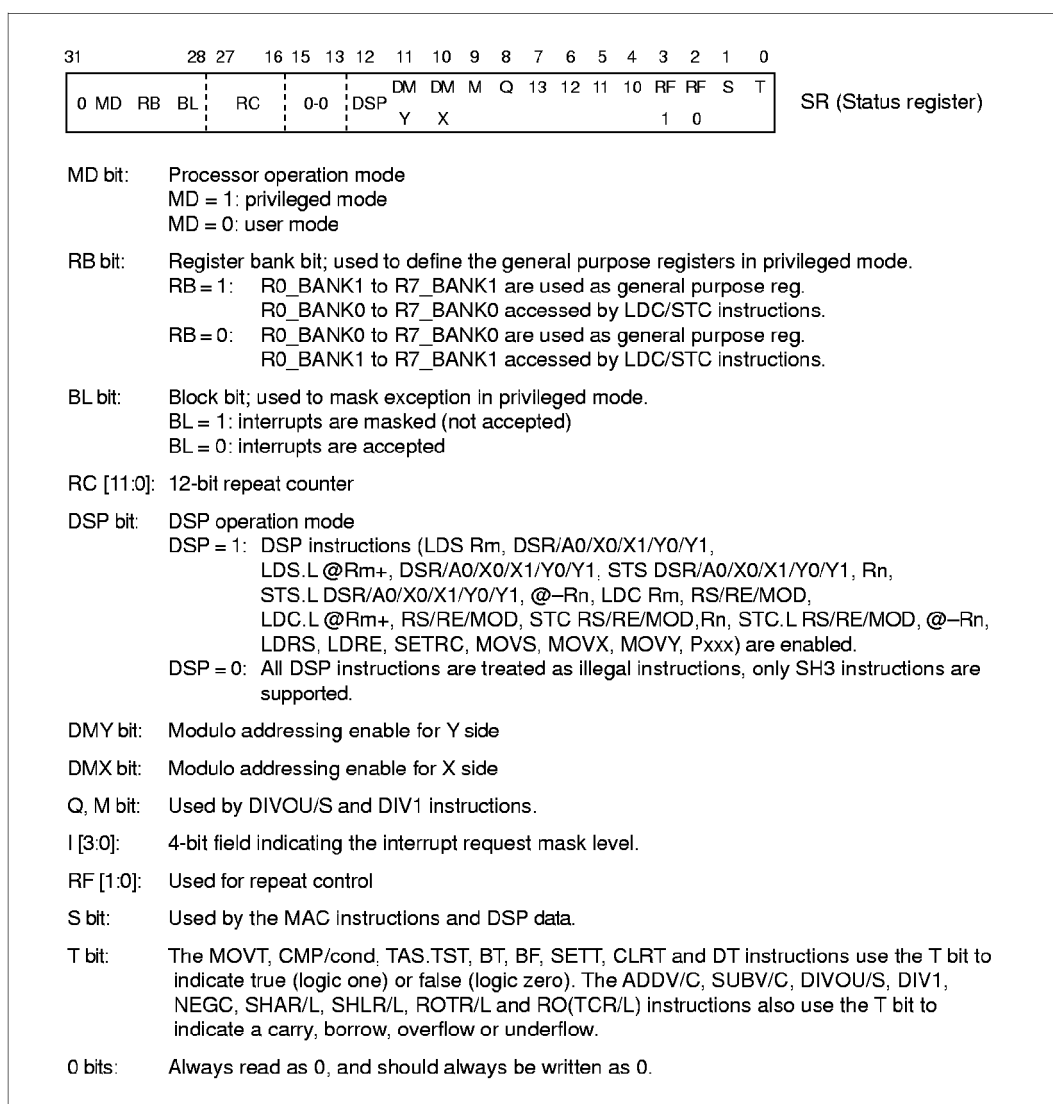 31 28 27 16 15 13 12 11 10 9 8 7 6 5 4 3 2 1 0
0 MD RB BL RC 0-0 DSP DM DM M Q 13 12 11 10 RF RF S T
Y X 1 0
SR (Status register)
MD bit: Processor operation mode
MD = 1: privileged mode
MD = 0: user mode
RB bit: Register bank bit; used to define the general purpose registers in privileged mode.
RB = 1: R0_BANK1 to R7_BANK1 are used as general purpose reg.
R0_BANK0 to R7_BANK0 accessed by LDC/STC instructions.
RB = 0: R0_BANK0 to R7_BANK0 are used as general purpose reg.
R0_BANK1 to R7_BANK1 accessed by LDC/STC instructions.
BL bit: Block bit; used to mask exception in privileged mode.
BL = 1: interrupts are masked (not accepted)
BL = 0: interrupts are accepted
RC [11:0]: 12-bit repeat counter
DSP bit: DSP operation mode
DSP = 1: DSP instructions (LDS Rm, DSR/A0/X0/X1/Y0/Y1,
LDS.L @Rm+, DSR/A0/X0/X1/Y0/Y1, STS DSR/A0/X0/X1/Y0/Y1, Rn,
STS.L DSR/A0/X0/X1/Y0/Y1, @–Rn, LDC Rm, RS/RE/MOD,
LDC.L @Rm+, RS/RE/MOD, STC RS/RE/MOD,Rn, STC.L RS/RE/MOD, @–Rn,
LDRS, LDRE, SETRC, MOVS, MOVX, MOVY, Pxxx) are enabled.
DSP = 0: All DSP instructions are treated as illegal instructions, only SH3 instructions are
supported.
DMY bit: Modulo addressing enable for Y side
DMX bit: Modulo addressing enable for X side
Q, M bit: Used by DIVOU/S and DIV1 instructions.
I [3:0]: 4-bit field indicating the interrupt request mask level.
RF [1:0]: Used for repeat control
S bit: Used by the MAC instructions and DSP data.
T bit: The MOVT, CMP/cond, TAS.TST, BT, BF, SETT, CLRT and DT instructions use the T bit to
indicate true (logic one) or false (logic zero). The ADDV/C, SUBV/C, DIVOU/S, DIV1,
NEGC, SHAR/L, SHLR/L, ROTR/L and RO(TCR/L) instructions also use the T bit to
indicate a carry, borrow, overflow or underflow.
0 bits: Always read as 0, and should always be written as 0.